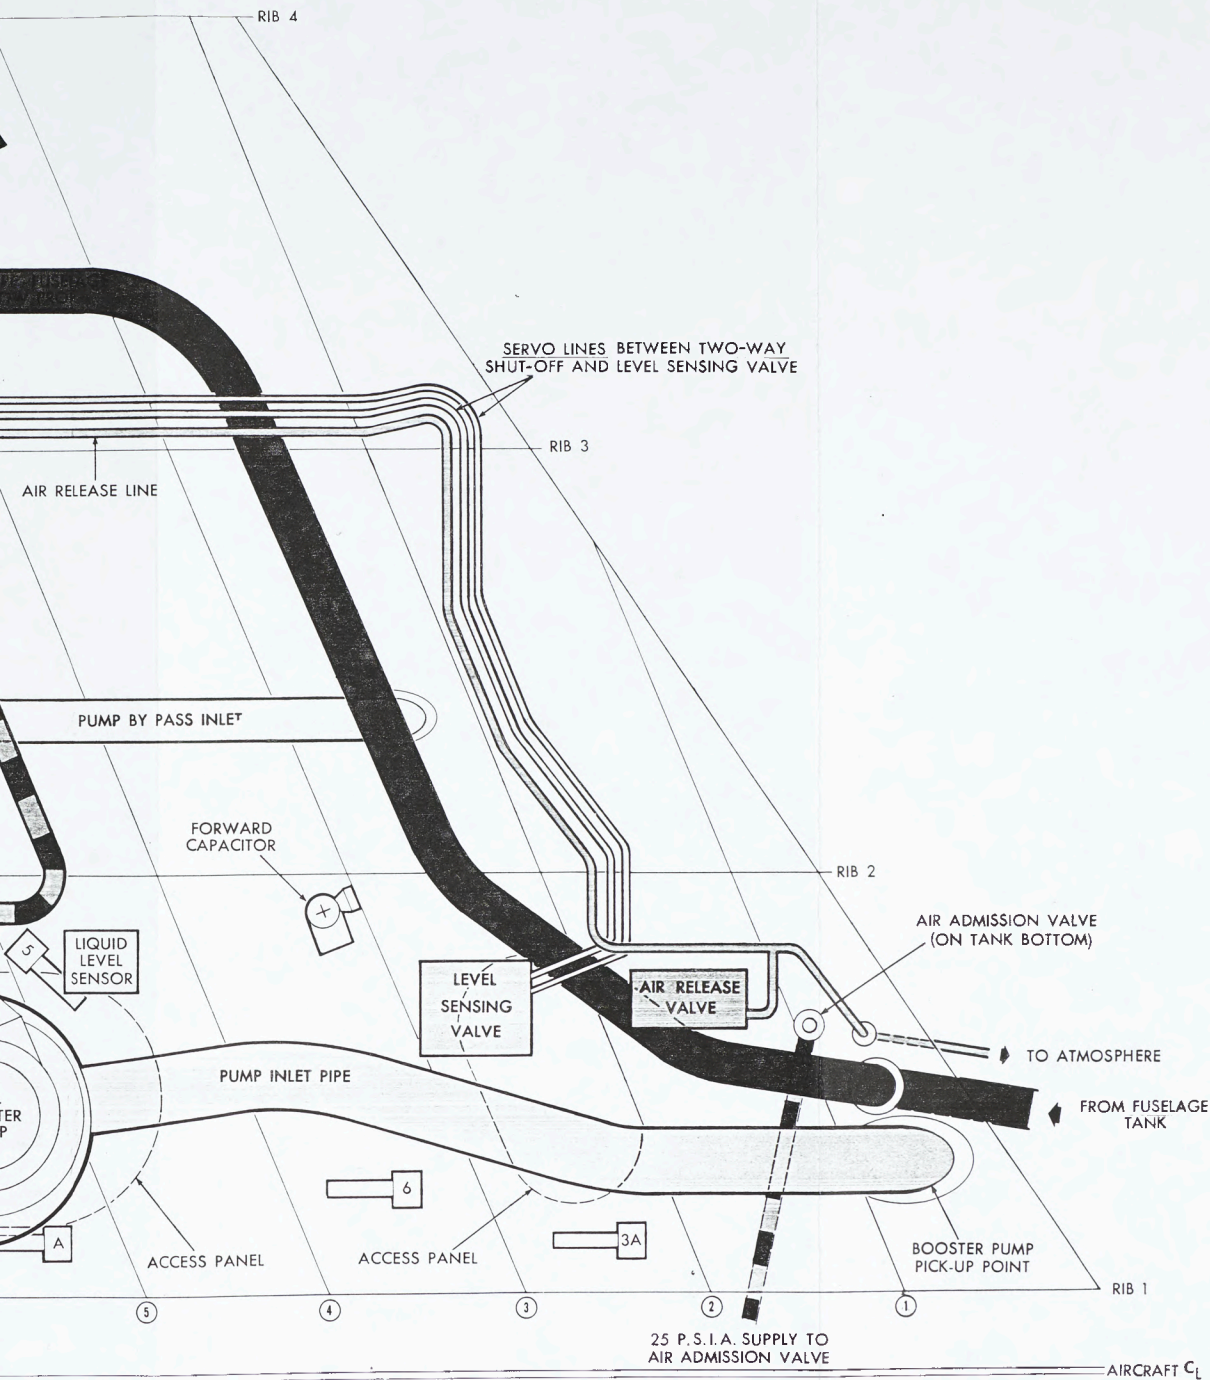 RIB 4
SERVO LINES BETWEEN TWO-WAY
SHUT-OFF AND LEVEL SENSING VALVE
RIB 3
AIR RELEASE LINE
PUMP BY PASS INLET
FORWARD
CAPACITOR
RIB 2
AIR ADMISSION VALVE
(ON TANK BOTTOM)
5
LIQUID
LEVEL
SENSOR
LEVEL
SENSING
VALVE
AIR RELEASE
VALVE
TO ATMOSPHERE
PUMP INLET PIPE
FROM FUSELAGE
TANK
TER
P
6
3A
A
ACCESS PANEL
ACCESS PANEL
BOOSTER PUMP
PICK-UP POINT
RIB 1
5
4
3
2
1
25 P.S.I.A. SUPPLY TO
AIR ADMISSION VALVE
AIRCRAFT CL